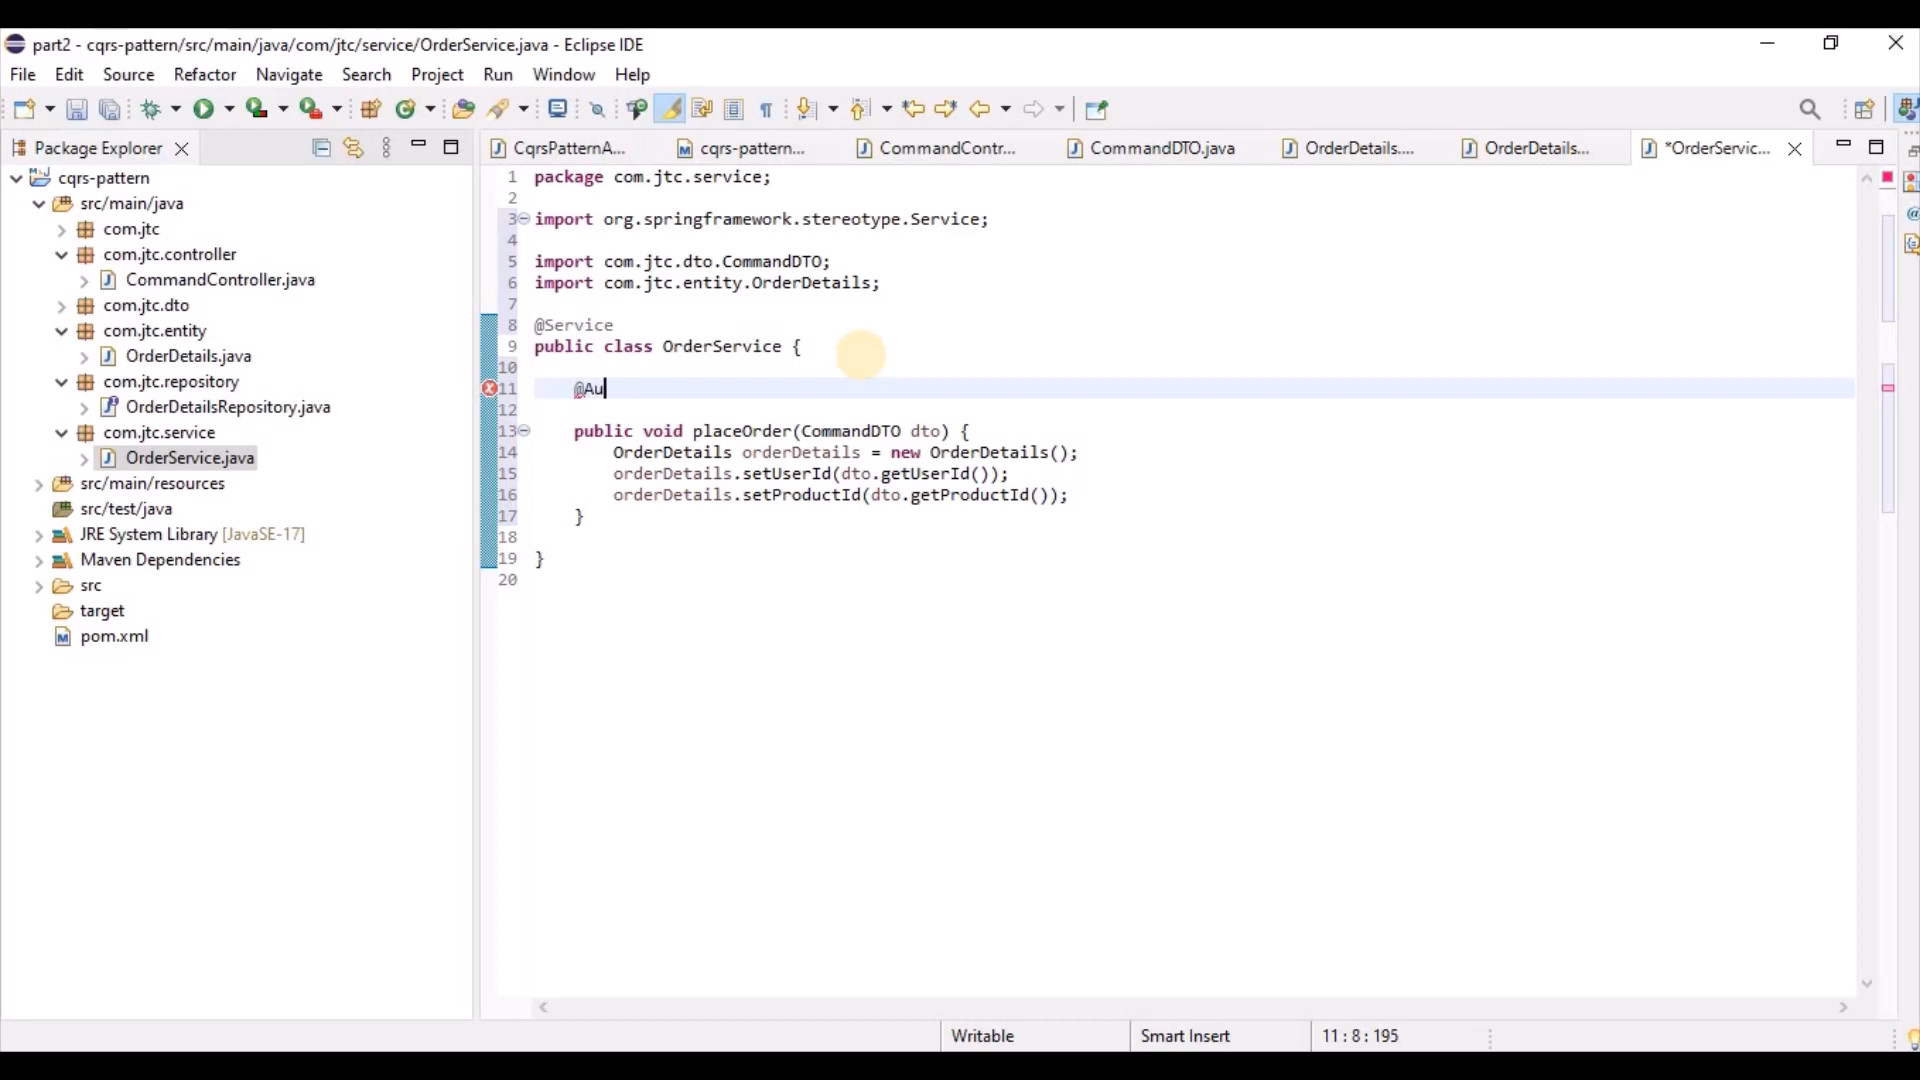 part2 - cqrs-pattern/src/main/java/com/jtc/service/OrderService.java - Eclipse IDE
File Edit Source Refactor Navigate Search Project Run Window Help
Package Explorer
cqrs-pattern
src/main/java
com.jtc
com.jtc.controller
CommandController.java
com.jtc.dto
com.jtc.entity
OrderDetails.java
com.jtc.repository
OrderDetailsRepository.java
com.jtc.service
OrderService.java
src/main/resources
src/test/java
JRE System Library [JavaSE-17]
Maven Dependencies
src
target
pom.xml
CqrsPatternA... cqrs-pattern... CommandContr... CommandDTO.java OrderDetails.... OrderDetails... *OrderServic...
1 package com.jtc.service;
2
3 import org.springframework.stereotype.Service;
4
5 import com.jtc.dto.CommandDTO;
6 import com.jtc.entity.OrderDetails;
7
8 @Service
9 public class OrderService {
10
11 @Au
12
13 public void placeOrder(CommandDTO dto) {
14 OrderDetails orderDetails = new OrderDetails();
15 orderDetails.setUserId(dto.getUserId());
16 orderDetails.setProductId(dto.getProductId());
17 }
18
19 }
20
Writable Smart Insert 11 : 8 : 195